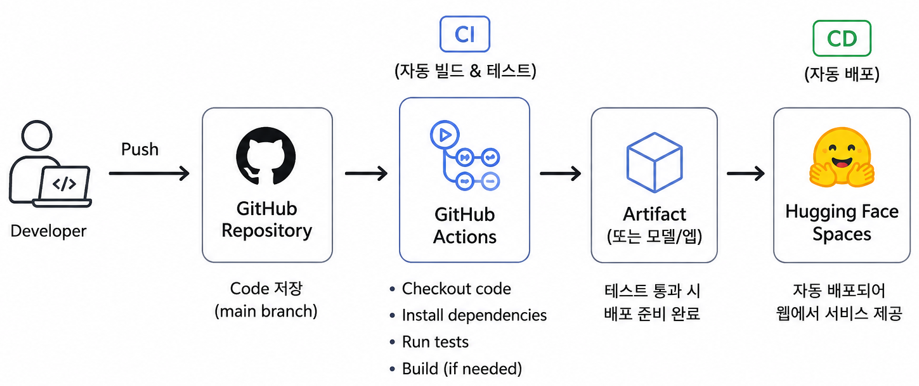 CI
(자동 빌드 & 테스트)
CD
(자동 배포)
Push
</>
Developer
GitHub
Repository
Code 저장
(main branch)
GitHub
Actions
• Checkout code
• Install dependencies
• Run tests
• Build (if needed)
Artifact
(또는 모델/엡)
테스트 통과 시
배포 준비 완료
Hugging Face
Spaces
자동 배포되어
웹에서 서비스 제공